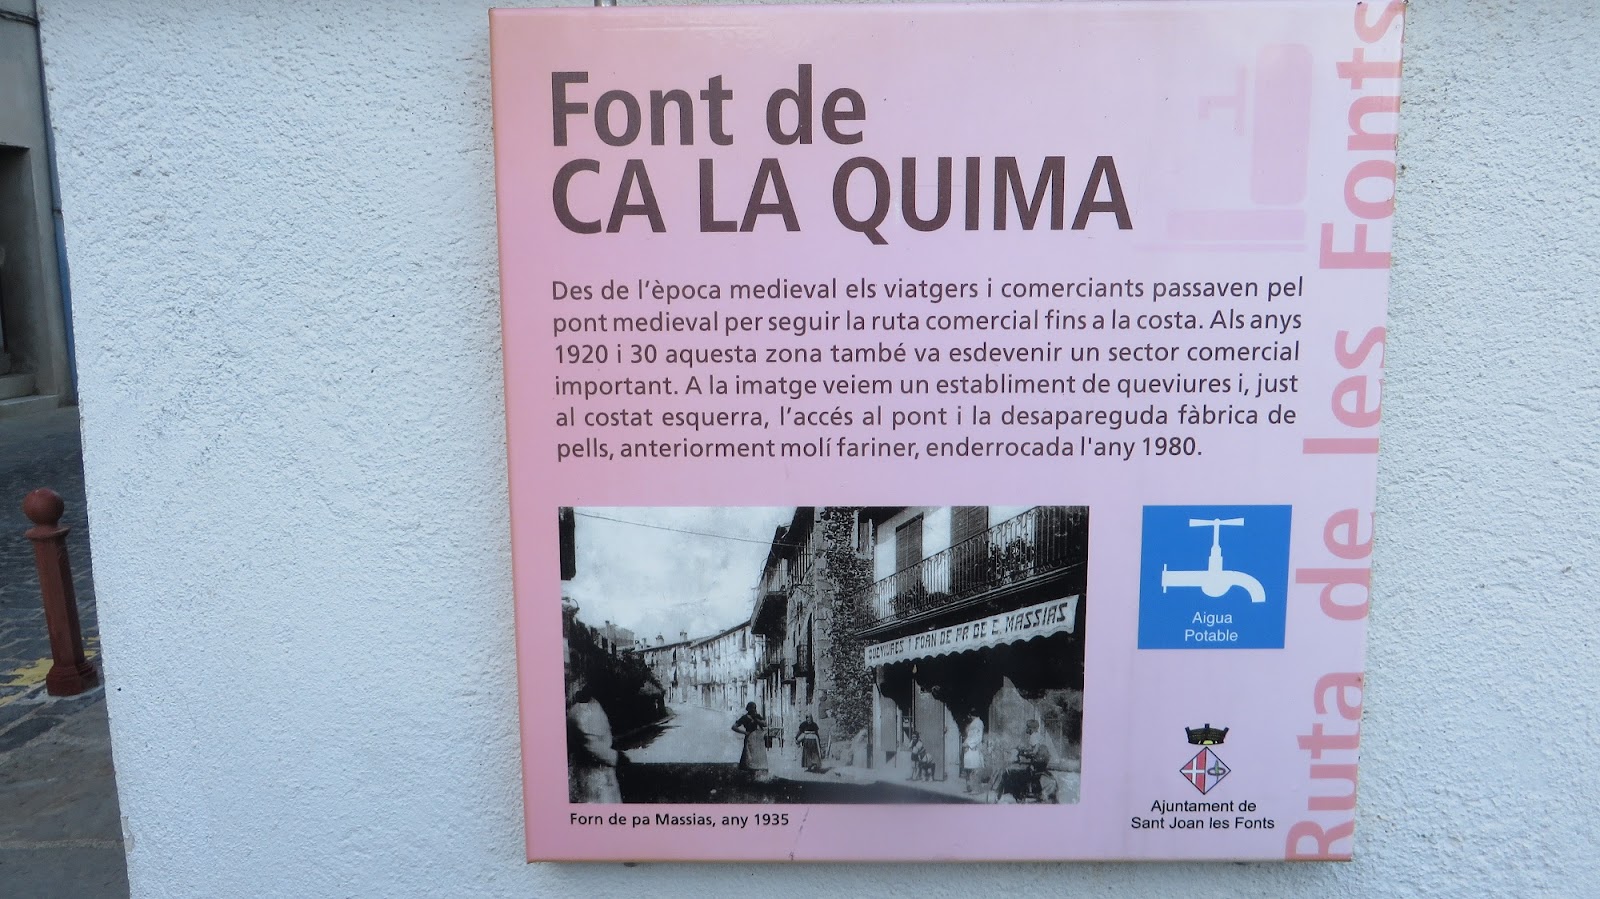 Font de
CA LA QUIMA
Des de l'època medieval els viatgers i comerciants passaven pel
pont medieval per seguir la ruta comercial fins a la costa. Als anys
1920 i 30 aquesta zona també va esdevenir un sector comercial
important. A la imatge veiem un establiment de queviures i, just
al costat esquerra, l'accés al pont i la desapareguda fàbrica de
pells, anteriorment molí fariner, enderrocada l'any 1980.
QUEVIURES I FORN DE PA DE E. MASSIAS
Forn de pa Massias, any 1935
Aigua
Potable
Ajuntament de
Sant Joan les Fonts
Ruta de les Fonts